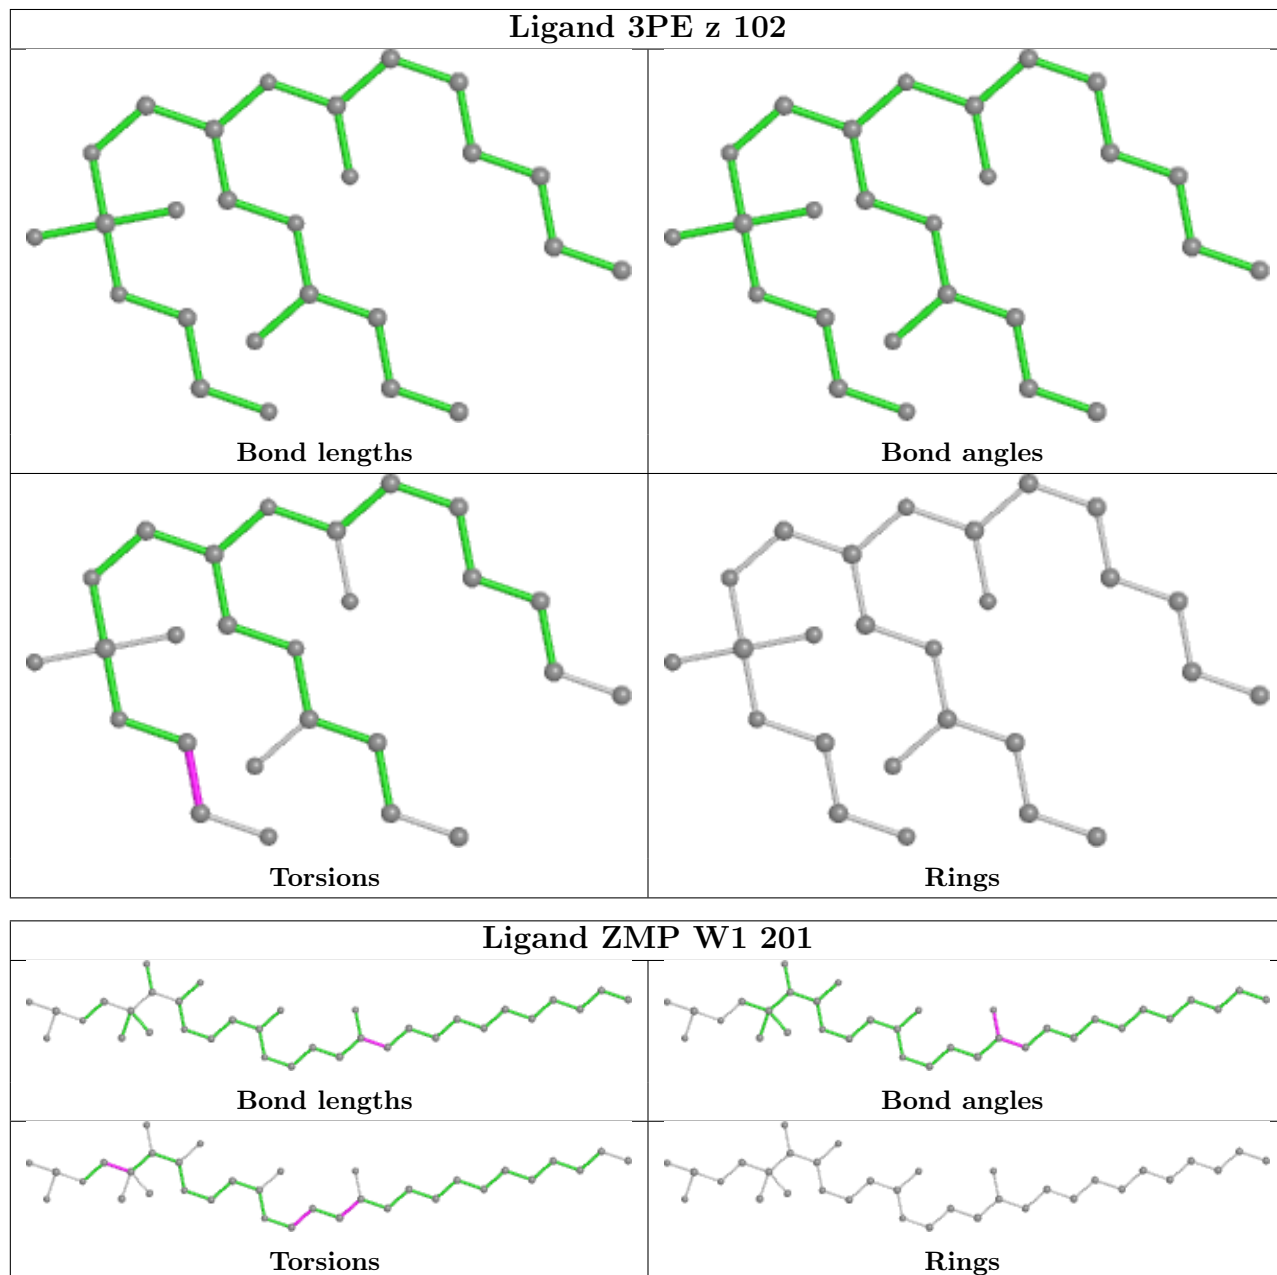 Ligand 3PE z 102
Bond lengths
Bond angles
Torsions
Rings
Ligand ZMP W1 201
Bond lengths
Bond angles
Torsions
Rings